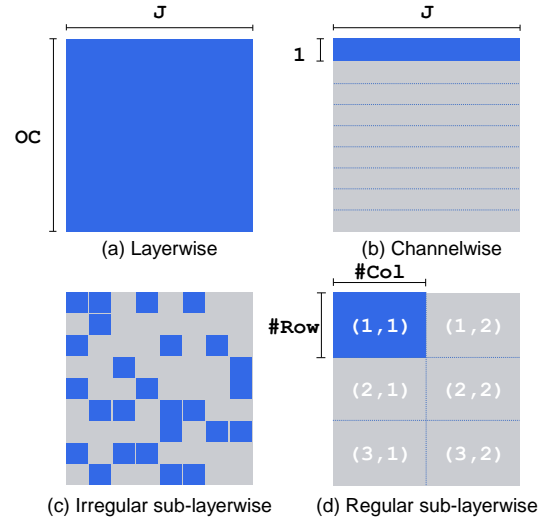 J
J
1
OC
(a) Layerwise
(b) Channelwise
#Col
#Row
(1,1)
(1,2)
(2,1)
(2,2)
(3,1)
(3,2)
(c) Irregular sub-layerwise
(d) Regular sub-layerwise